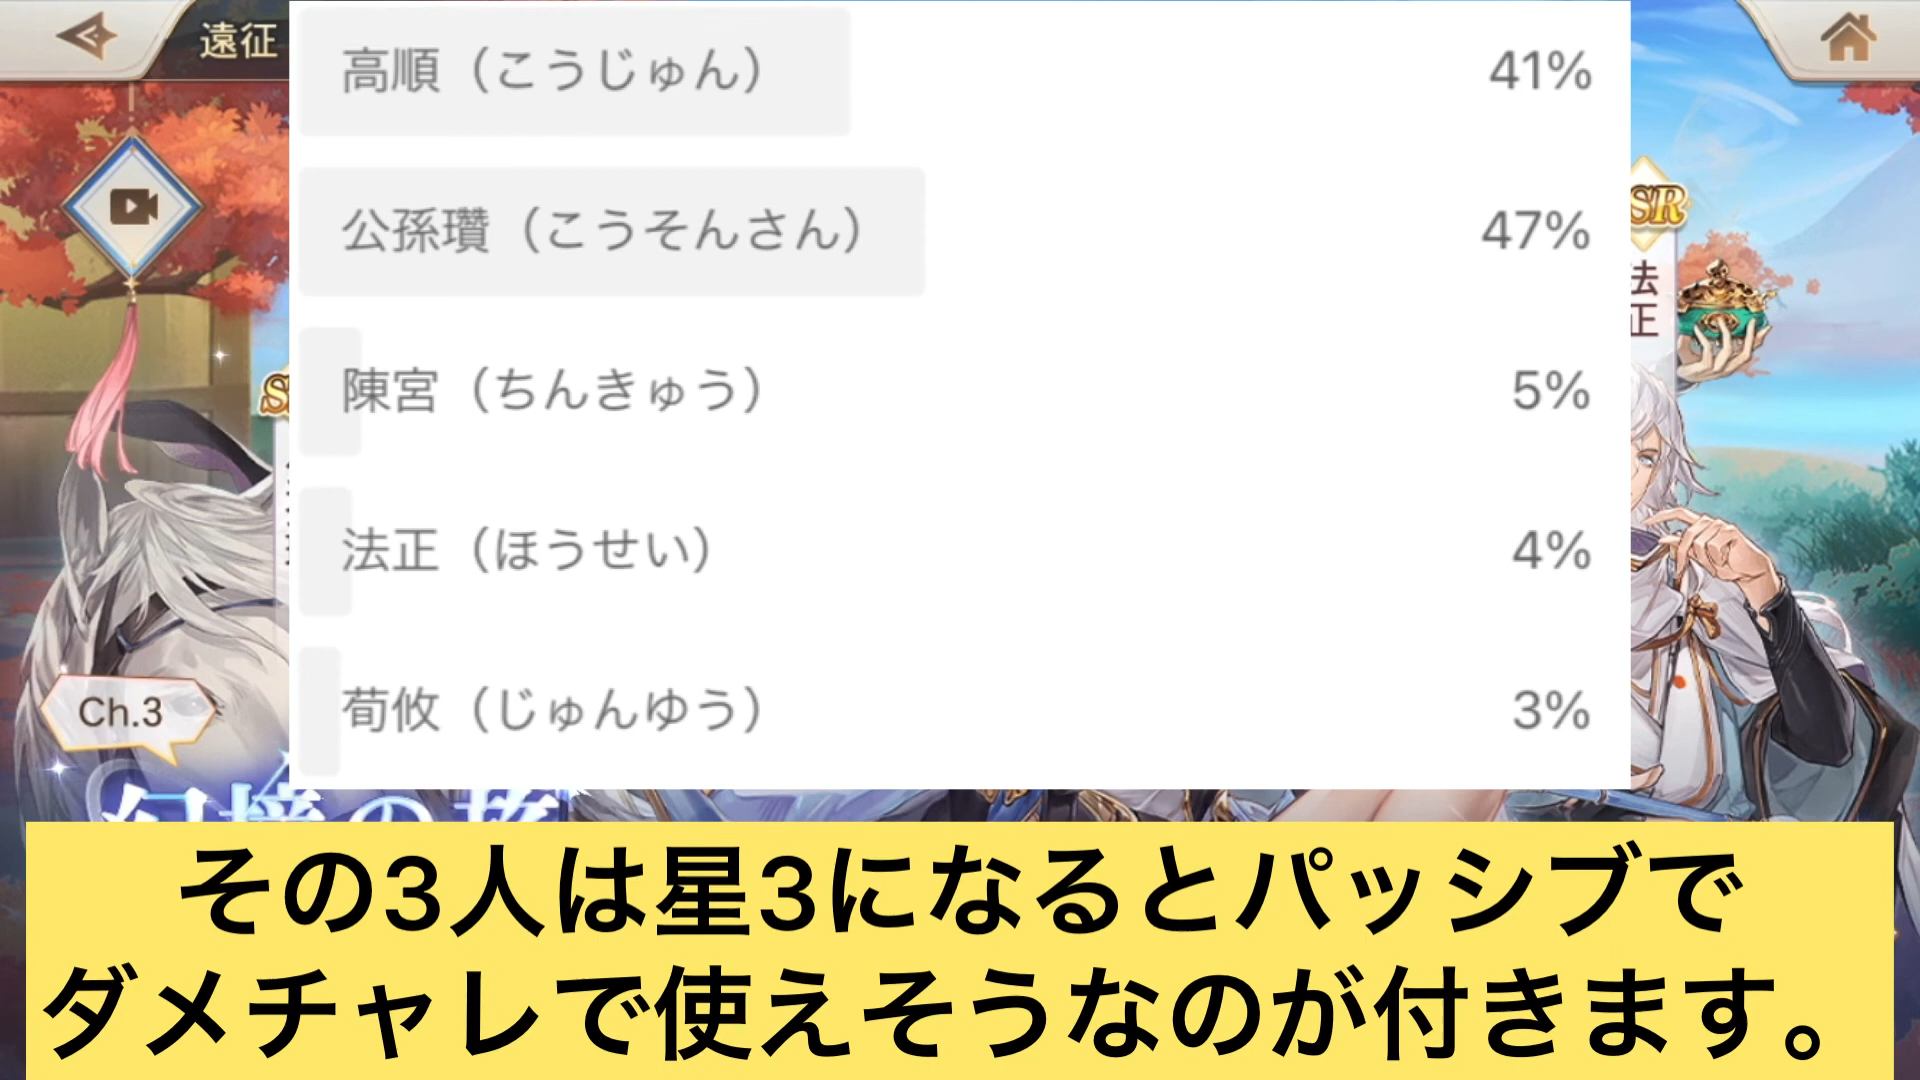 遠征
高順（こうじゅん） 41%
公孫瓚（こうそんさん） 47%
陳宮（ちんきゅう） 5%
法正（ほうせい） 4%
荀攸（じゅんゆう） 3%
SR
法正
Ch.3
その3人は星3になるとパッシブで
ダメチャレで使えそうなのが付きます。